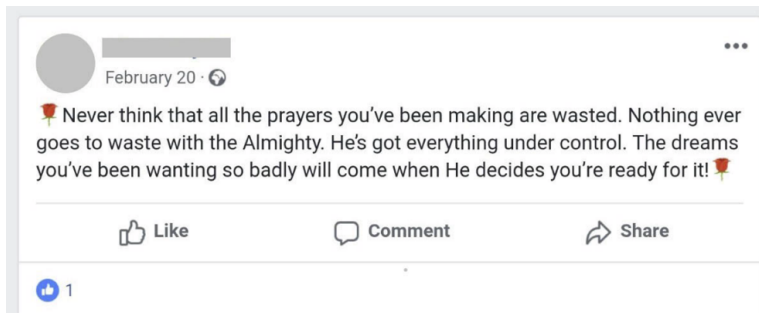 February 20 ·
🌹Never think that all the prayers you’ve been making are wasted. Nothing ever
goes to waste with the Almighty. He’s got everything under control. The dreams
you’ve been wanting so badly will come when He decides you’re ready for it!🌹
Like Comment Share
1